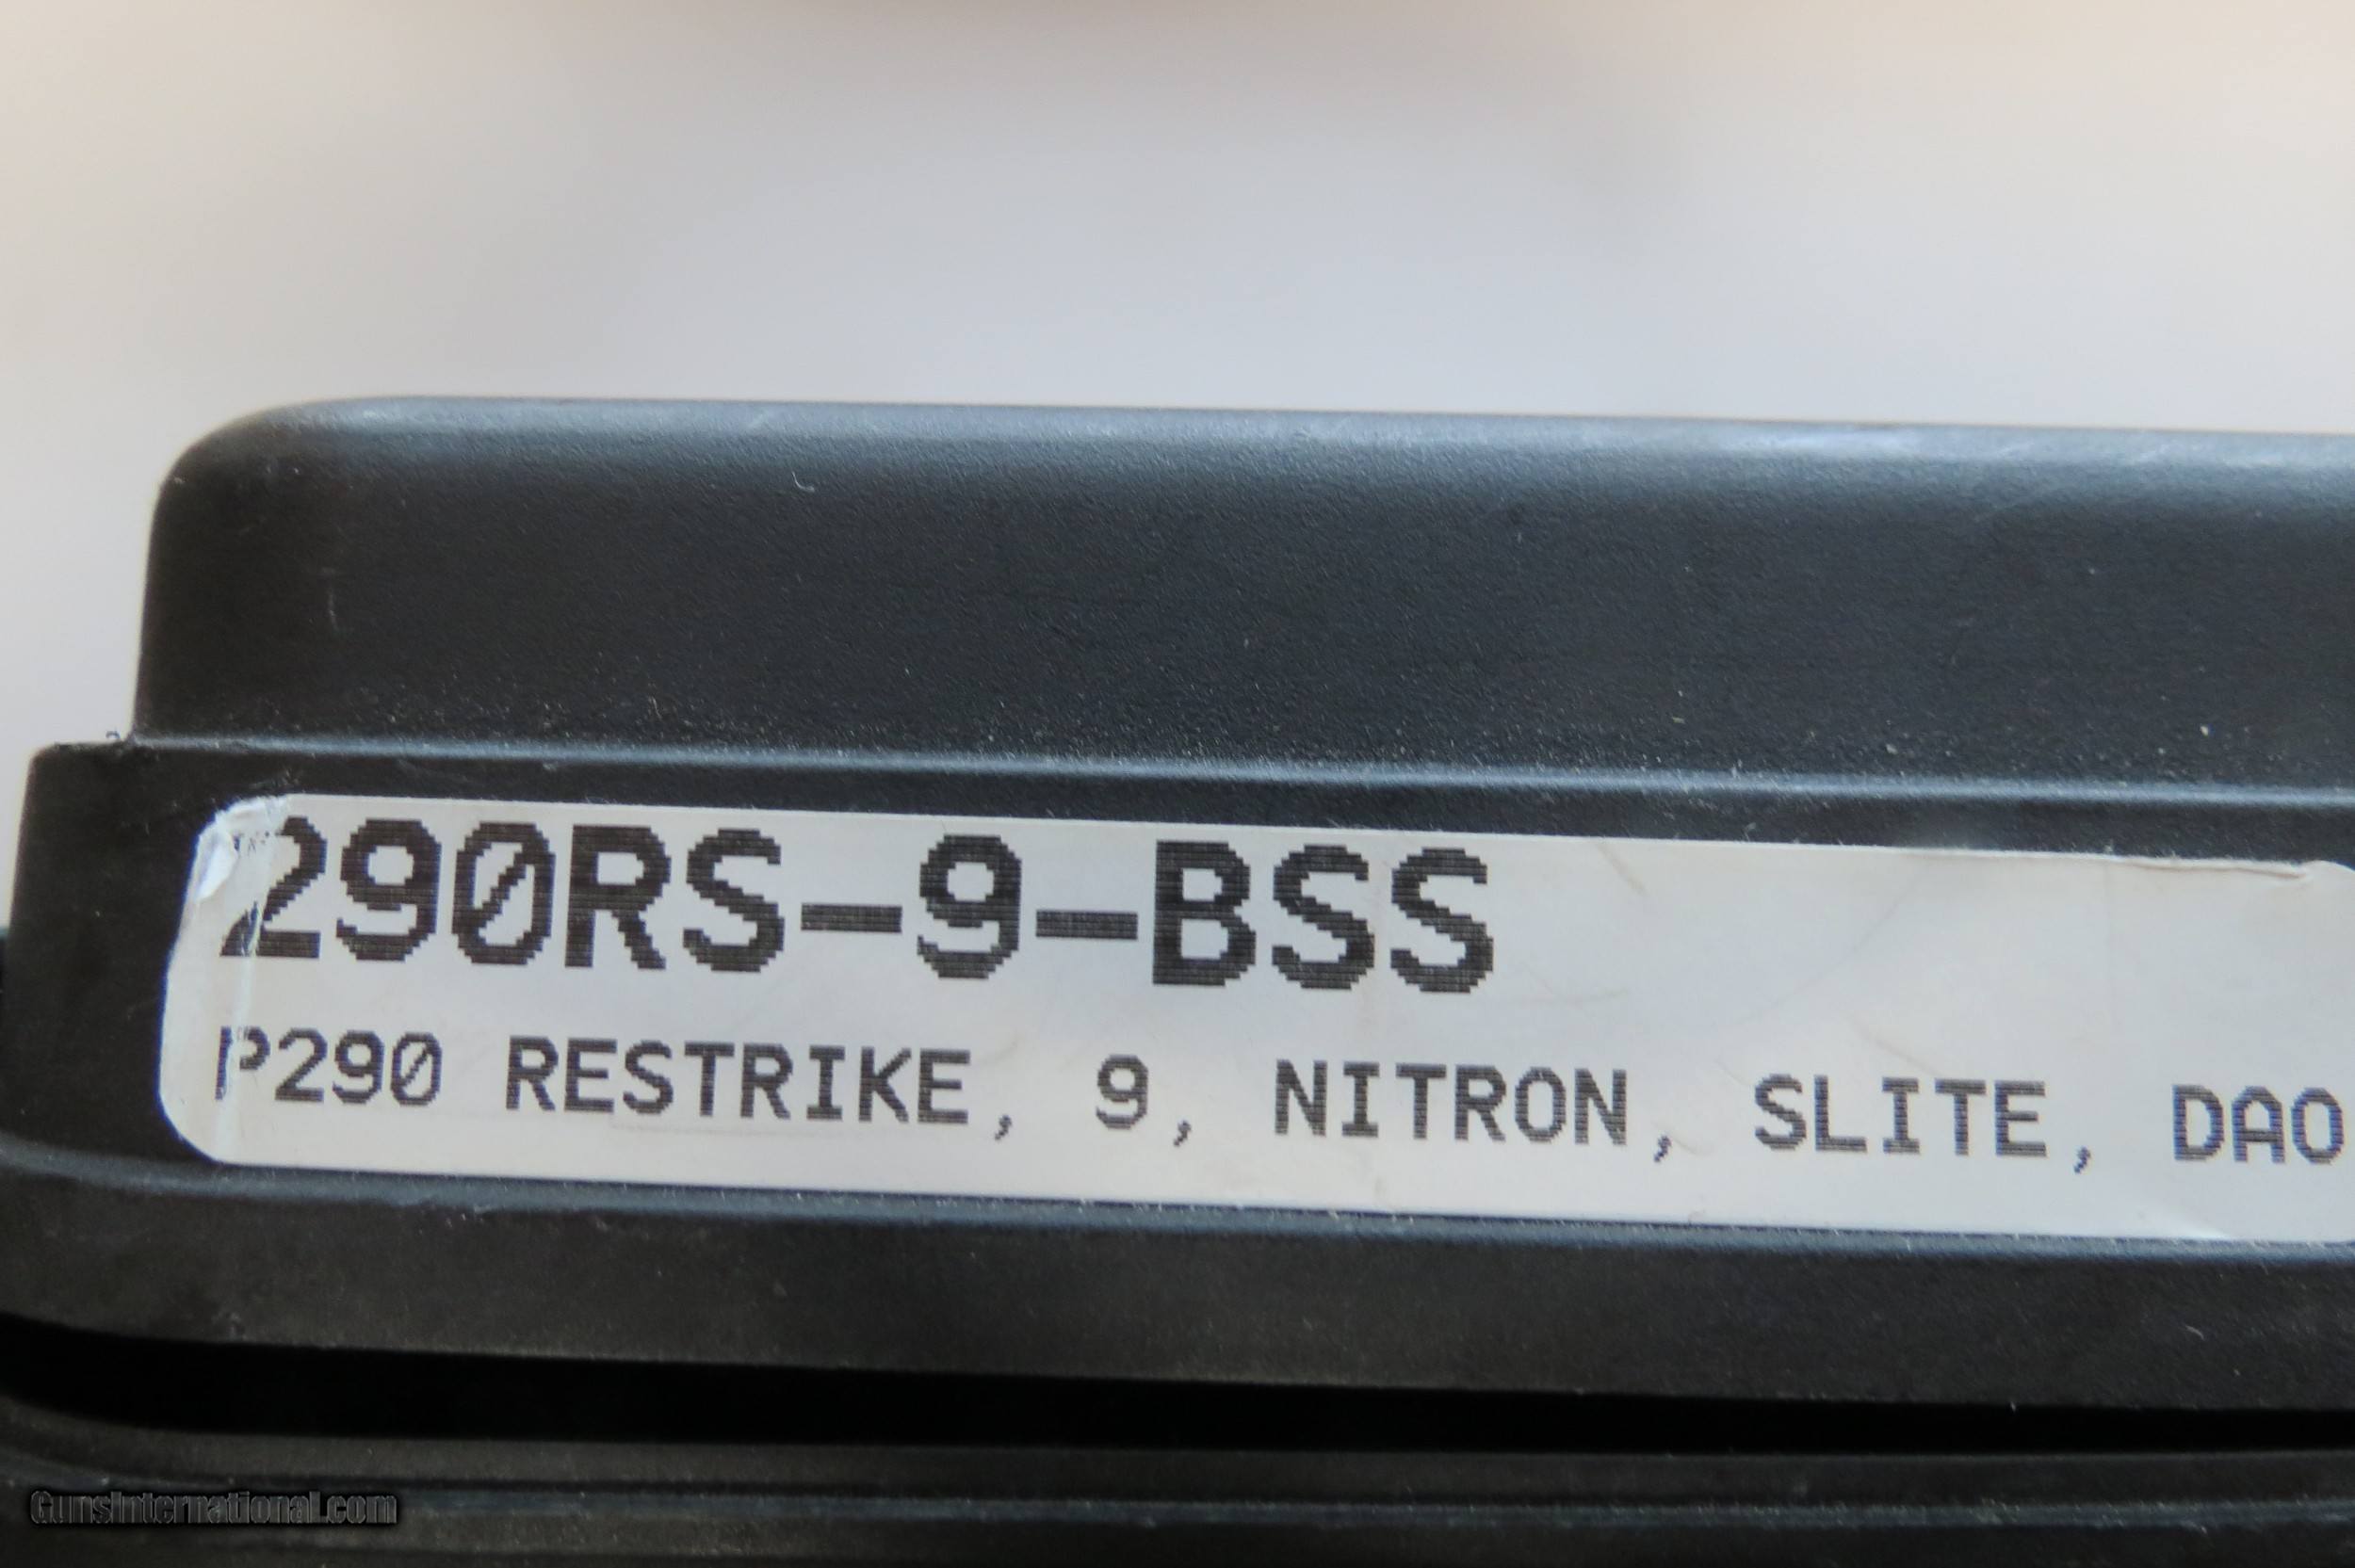 290RS-9-BSS
P290 RESTRIKE, 9, NITRON, SLITE, DAO
GunsInternational.com